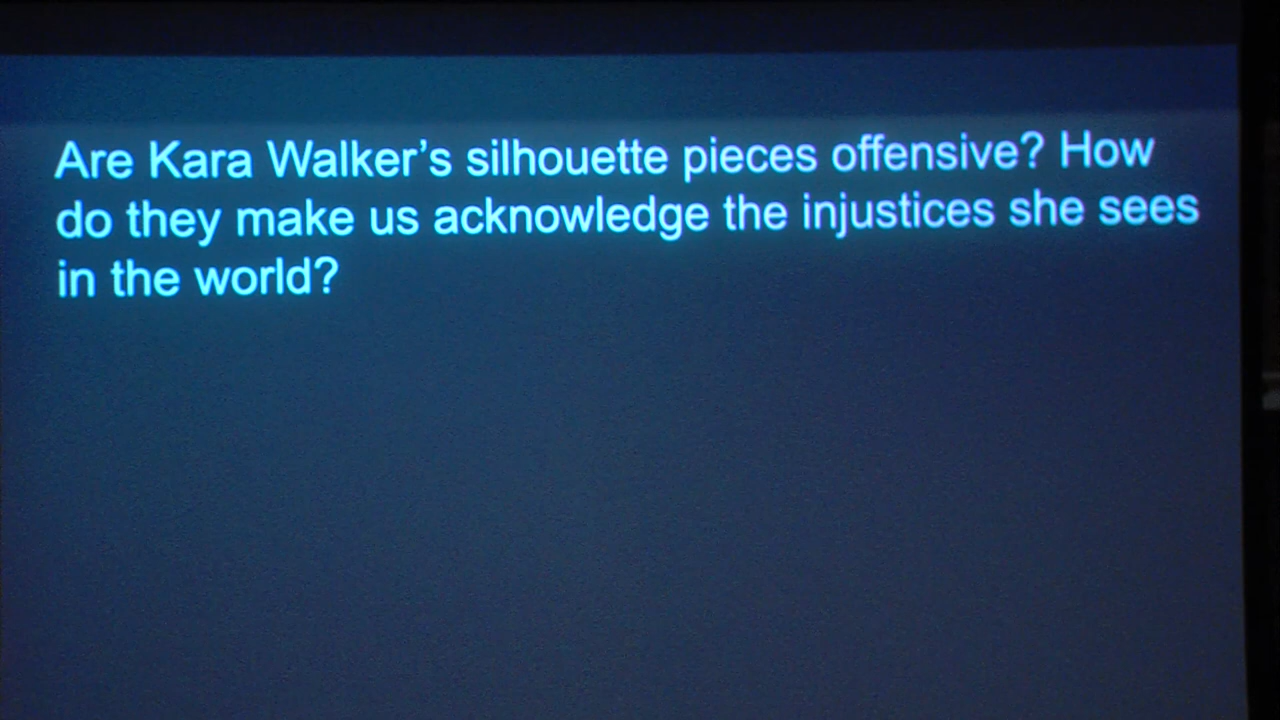 Are Kara Walker’s silhouette pieces offensive? How
do they make us acknowledge the injustices she sees
in the world?